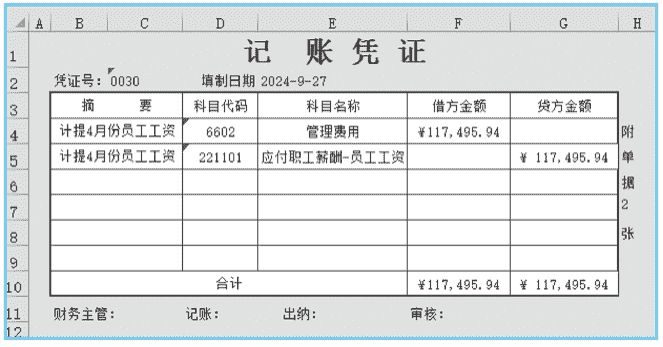 A B C D E F G H
1 记 账 凭 证
2 凭证号: 0030 填制日期 2024-9-27
3 摘 要 科目代码 科目名称 借方金额 贷方金额
4 计提4月份员工工资 6602 管理费用 ¥117,495.94 附
5 计提4月份员工工资 221101 应付职工薪酬-员工工资 ¥ 117,495.94 单
6 据
7 2
8 张
9
10 合计 ¥117,495.94 ¥ 117,495.94
11 财务主管: 记账: 出纳: 审核:
12